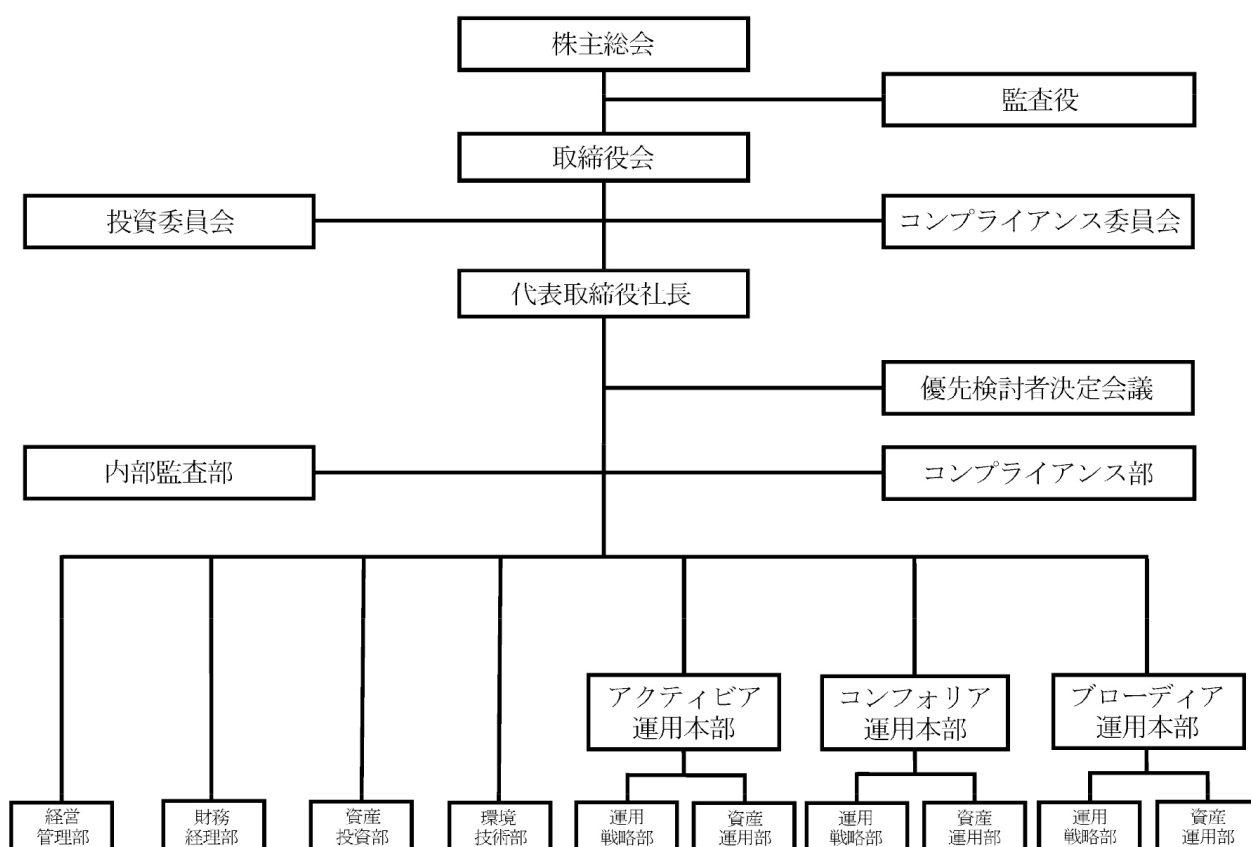 株主総会
監査役
取締役会
投資委員会
コンプライアンス委員会
代表取締役社長
優先検討者決定会議
内部監査部
コンプライアンス部
アクティビア
運用本部
コンフォリア
運用本部
ブローディア
運用本部
経営
管理部
財務
経理部
資産
投資部
環境
技術部
運用
戦略部
資産
運用部
運用
戦略部
資産
運用部
運用
戦略部
資産
運用部